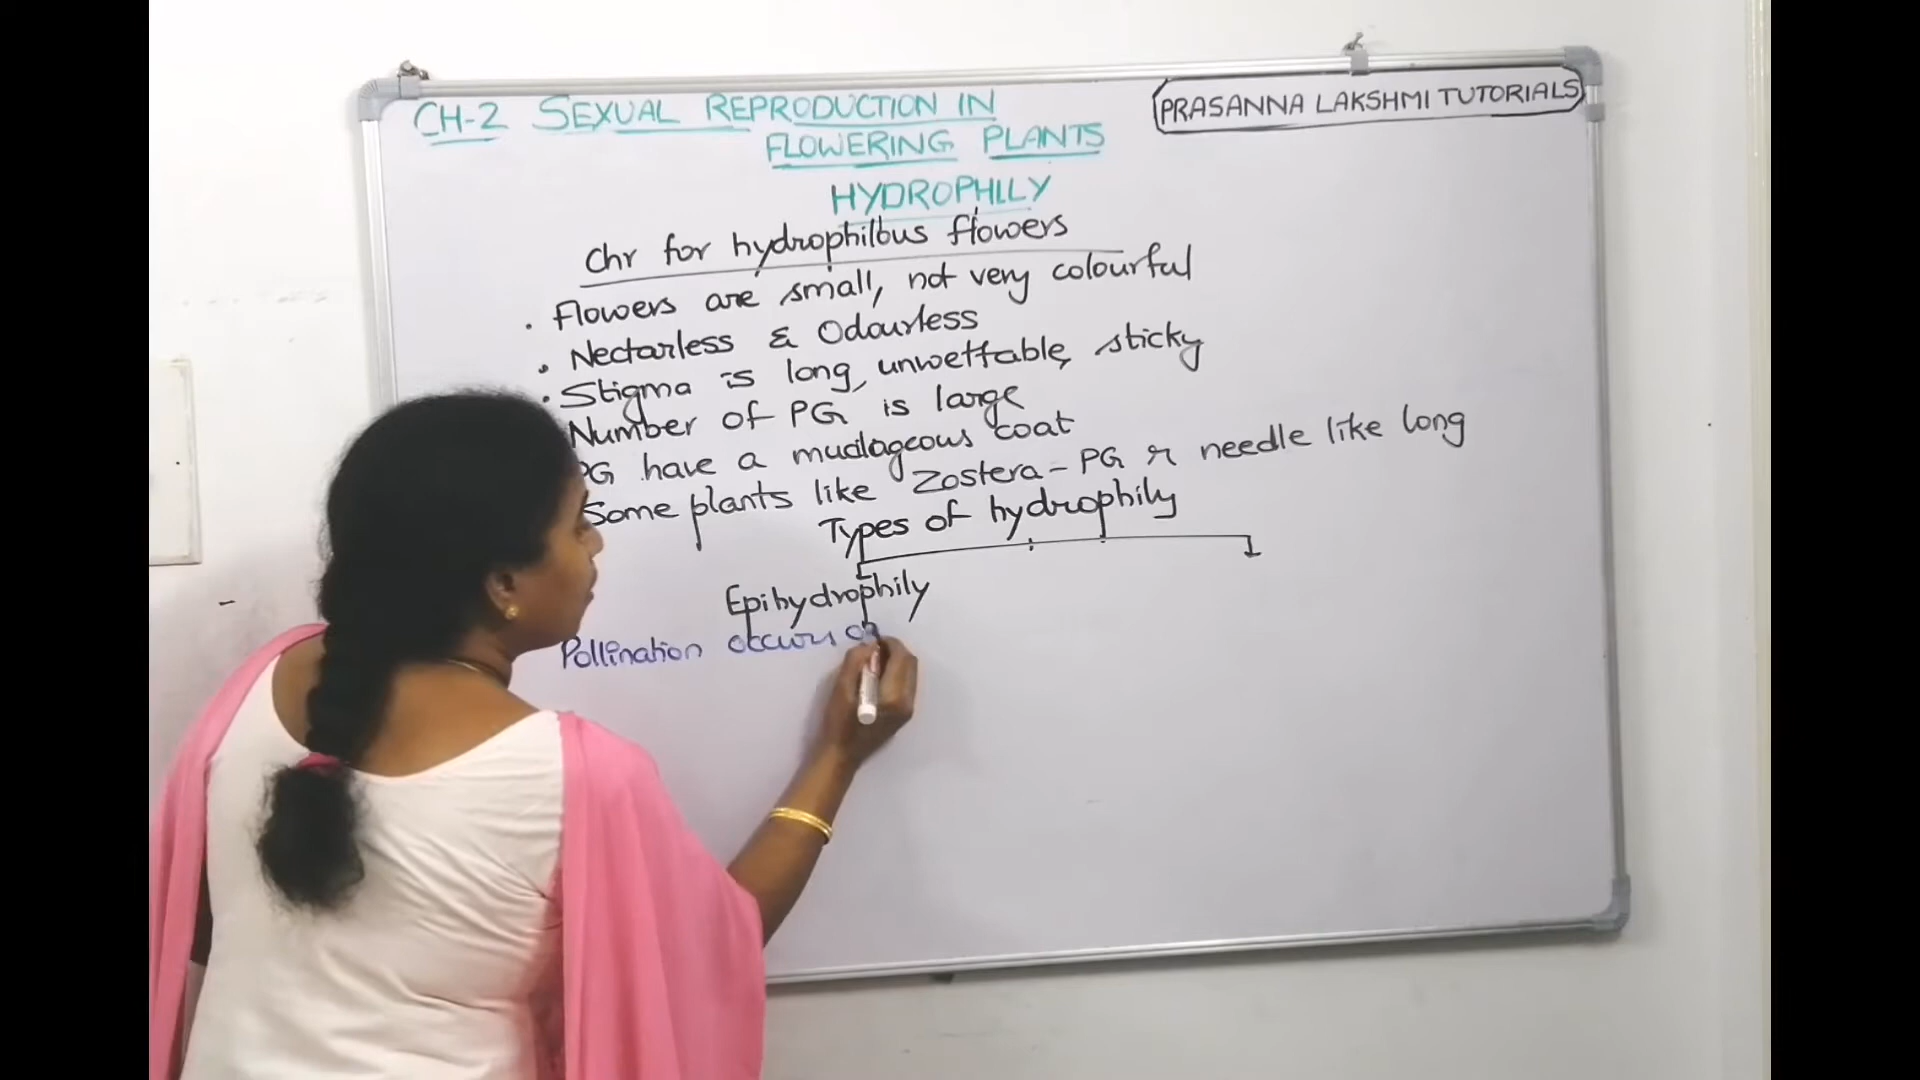 CH-2 SEXUAL REPRODUCTION IN
FLOWERING PLANTS
PRASANNA LAKSHMI TUTORIALS
HYDROPHILY
Chr for hydrophilous flowers
• Flowers are small, not very colourful
• Nectarless & Odourless
• Stigma is long, unwettable, sticky
Number of PG is large
PG have a mucilageous coat
Some plants like Zostera - PG r needle like long
Types of hydrophily
Epihydrophily
Pollination occurs